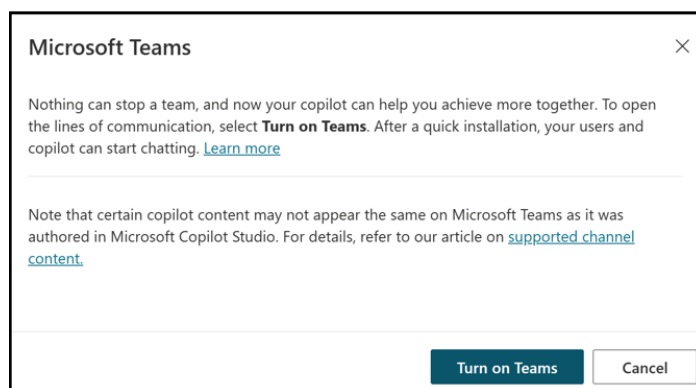 Microsoft Teams
Nothing can stop a team, and now your copilot can help you achieve more together. To open
the lines of communication, select Turn on Teams. After a quick installation, your users and
copilot can start chatting. Learn more
Note that certain copilot content may not appear the same on Microsoft Teams as it was
authored in Microsoft Copilot Studio. For details, refer to our article on supported channel
content.
Turn on Teams Cancel